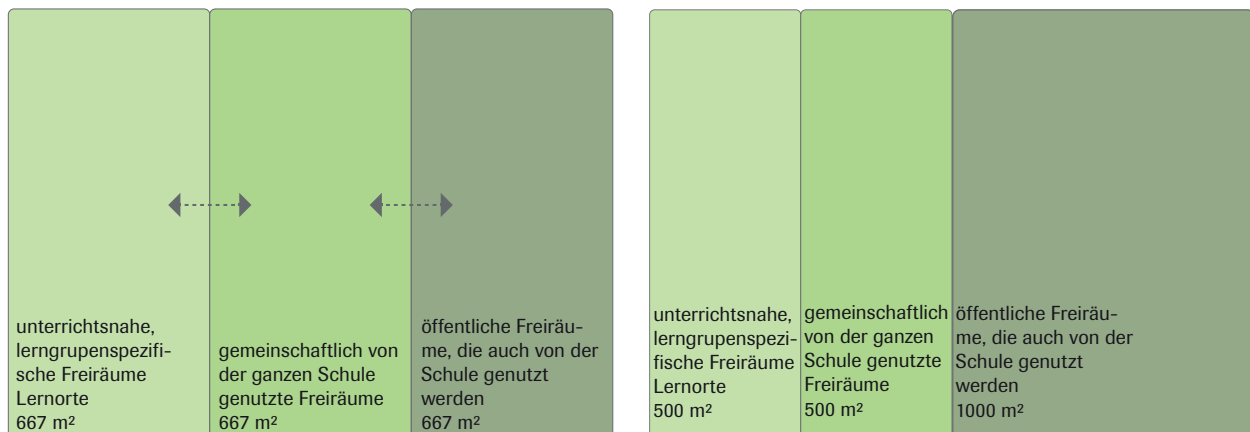 unterrichtsnahe,
lerngrupenspezifi-
sche Freiräume
Lernorte
667 m²
gemeinschaftlich von
der ganzen Schule
genutzte Freiräume
667 m²
öffentliche Freiräu-
me, die auch von der
Schule genutzt
werden
667 m²
unterrichtsnahe,
lerngrupenspezi-
fische Freiräume
Lernorte
500 m²
gemeinschaftlich
von der ganzen
Schule genutzte
Freiräume
500 m²
öffentliche Freiräu-
me, die auch von der
Schule genutzt
werden
1000 m²